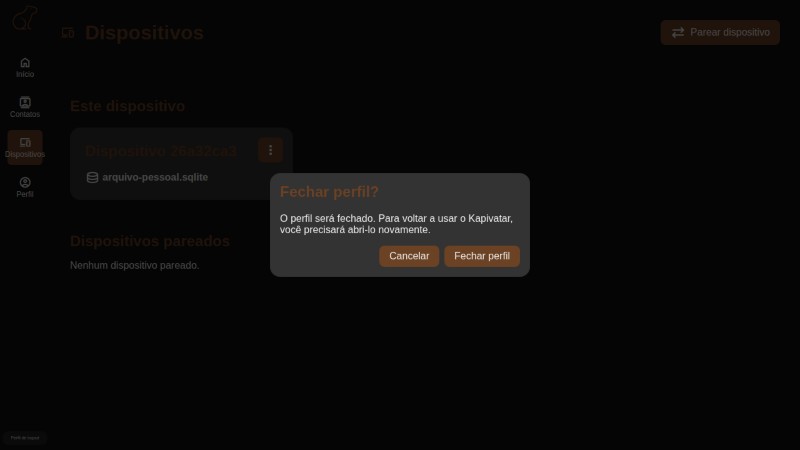 Dispositivos
Parear dispositivo
Início
Contatos
Dispositivos
Perfil
Este dispositivo
arquivo-pessoal.sqlite
Fechar perfil?
O perfil será fechado. Para voltar a usar o Kapivatar,
você precisará abri-lo novamente.
Cancelar
Fechar perfil
Dispositivos pareados
Nenhum dispositivo pareado.